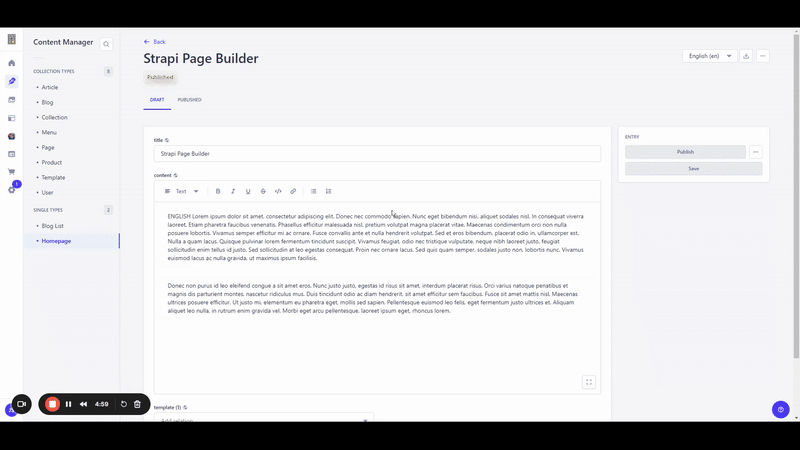 Content Manager
COLLECTION TYPES 8
Article
Blog
Collection
Menu
Page
Product
Template
User
SINGLE TYPES 2
Blog List
Homepage
1
4:59
Back
Strapi Page Builder
Published
English (en)
DRAFT PUBLISHED
title
Strapi Page Builder
content
Text
ENGLISH Lorem ipsum dolor sit amet, consectetur adipiscing elit. Donec nec commodo sapien. Nunc eget bibendum nisi, aliquet sodales nisl. In consequat viverra
laoreet. Etiam pharetra faucibus venenatis. Phasellus efficitur malesuada nisl, pretium volutpat magna placerat vitae. Maecenas condimentum orci non nulla
posuere lobortis. Vivamus semper efficitur mi ac ornare. Fusce convallis ante et nulla hendrerit volutpat. Sed et eros bibendum, placerat odio in, ullamcorper est.
Nulla a quam lacus. Quisque pulvinar lorem fermentum tincidunt suscipit. Vivamus feugiat, odio nec tristique vulputate, neque nibh laoreet justo, feugiat
sollicitudin enim tellus id justo. Sed sollicitudin at leo egestas consequat. Proin nec ornare lacus. Sed quis quam semper, sodales justo non, lobortis nunc. Vivamus
euismod lacus ac nulla gravida, ut maximus ipsum facilisis.
Donec non purus id leo eleifend congue a sit amet eros. Nunc justo justo, egestas id risus sit amet, interdum placerat risus. Orci varius natoque penatibus et
magnis dis parturient montes, nascetur ridiculus mus. Duis tincidunt odio ac diam hendrerit, sit amet efficitur sem faucibus. Fusce sit amet mattis nisl. Maecenas
ultrices posuere efficitur. Ut justo mi, elementum eu pharetra eget, mollis sed sapien. Pellentesque euismod leo felis, eget fermentum justo ultrices et. Aliquam
aliquet leo nulla, in rutrum enim gravida vel. Morbi eget arcu pellentesque, laoreet ipsum eget, rhoncus lorem.
template (1)
Add relation
ENTRY
Publish
Save